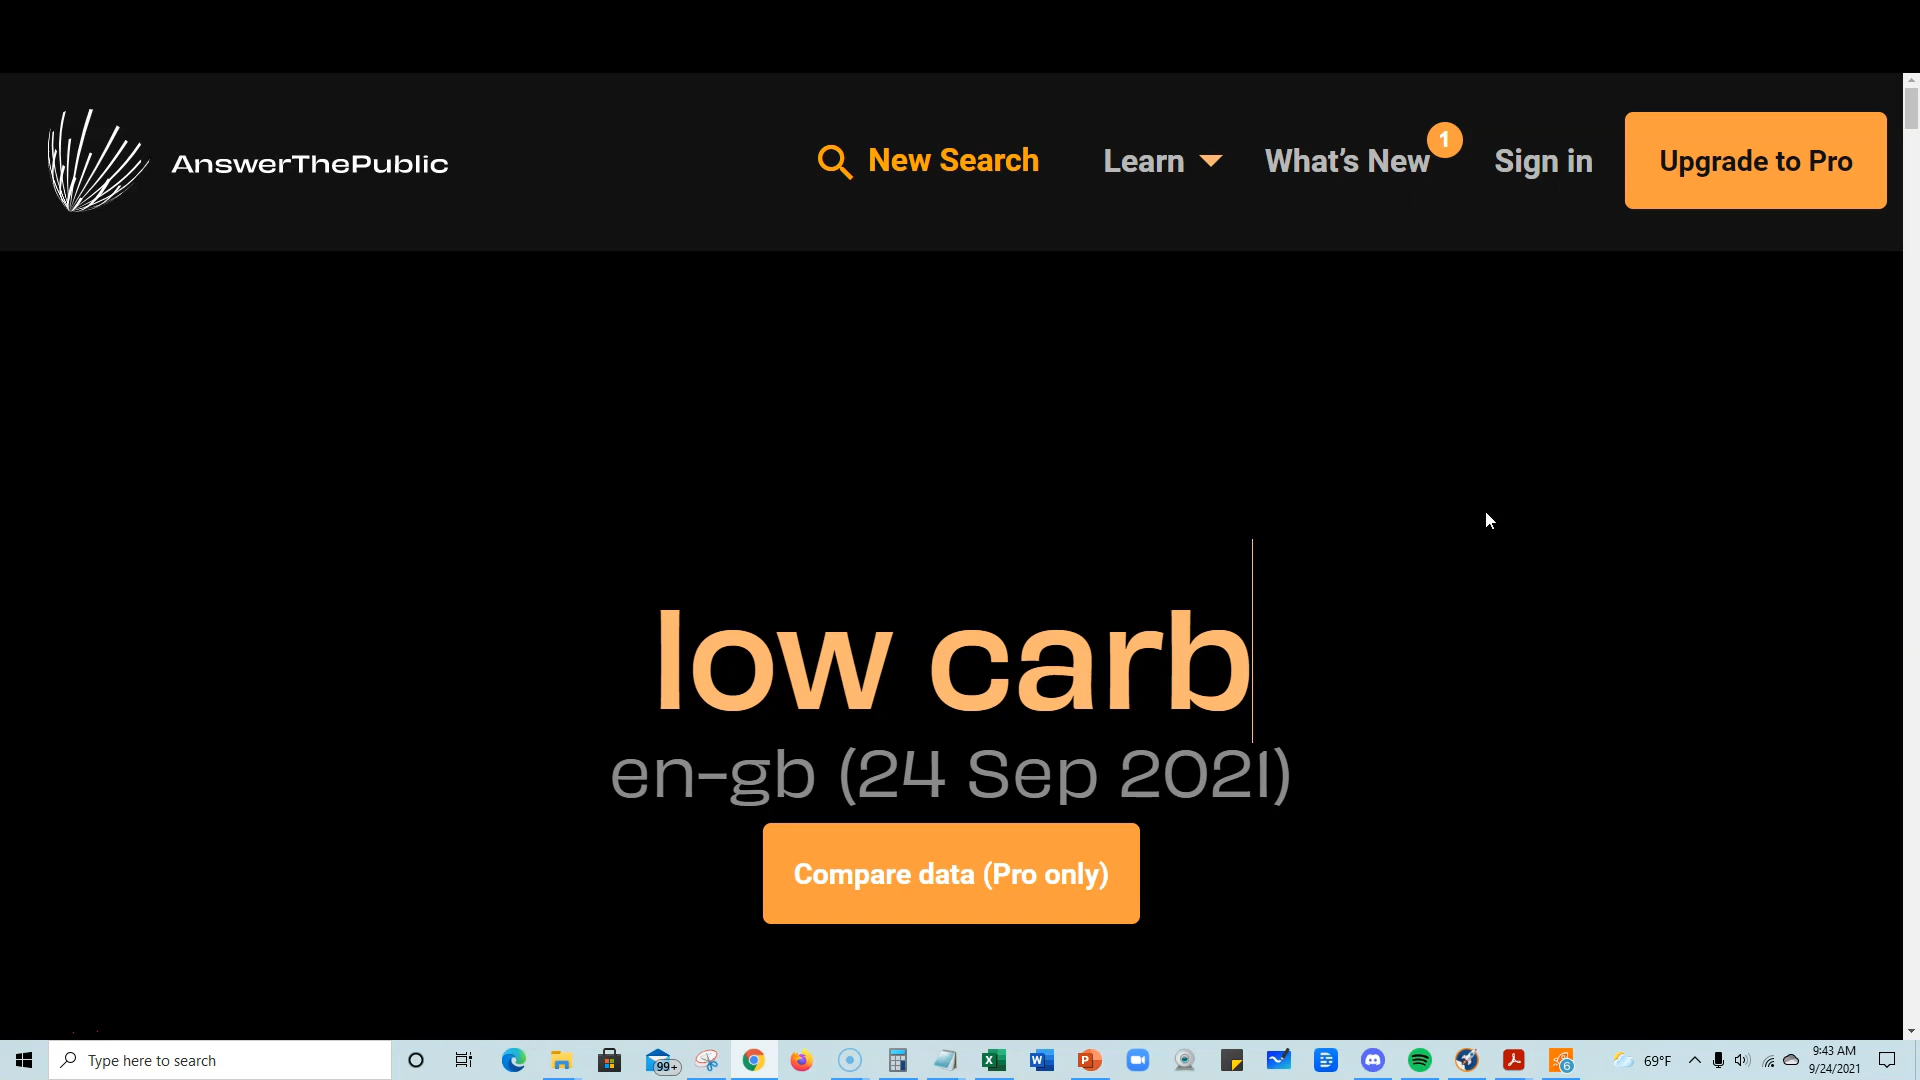 AnswerThePublic
New Search
Learn
What's New
1
Sign in
Upgrade to Pro
low carb
en-gb (24 Sep 2021)
Compare data (Pro only)
Type here to search
99+
6
69°F
9:43 AM
9/24/2021